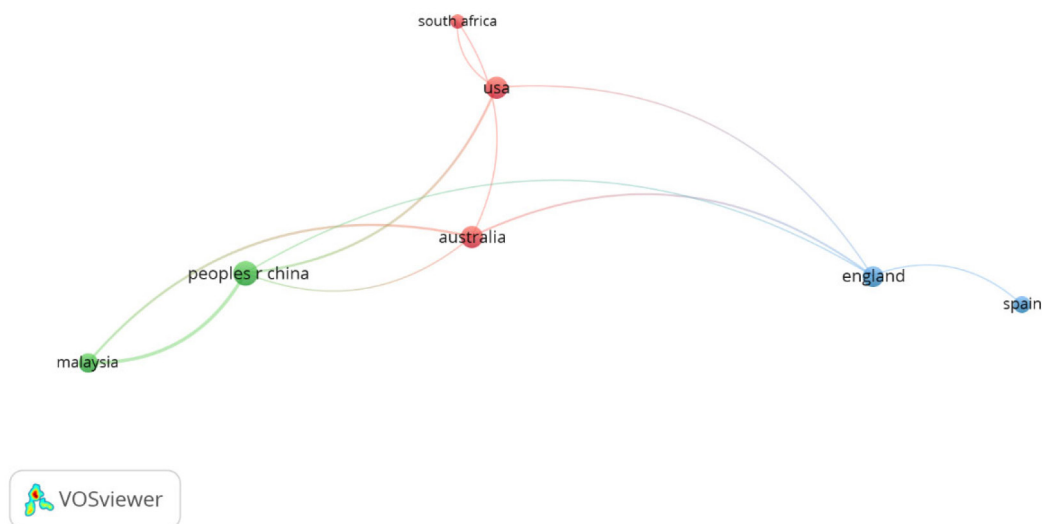 south africa
usa
australia
peoples r china
england
spain
malaysia
VOSviewer